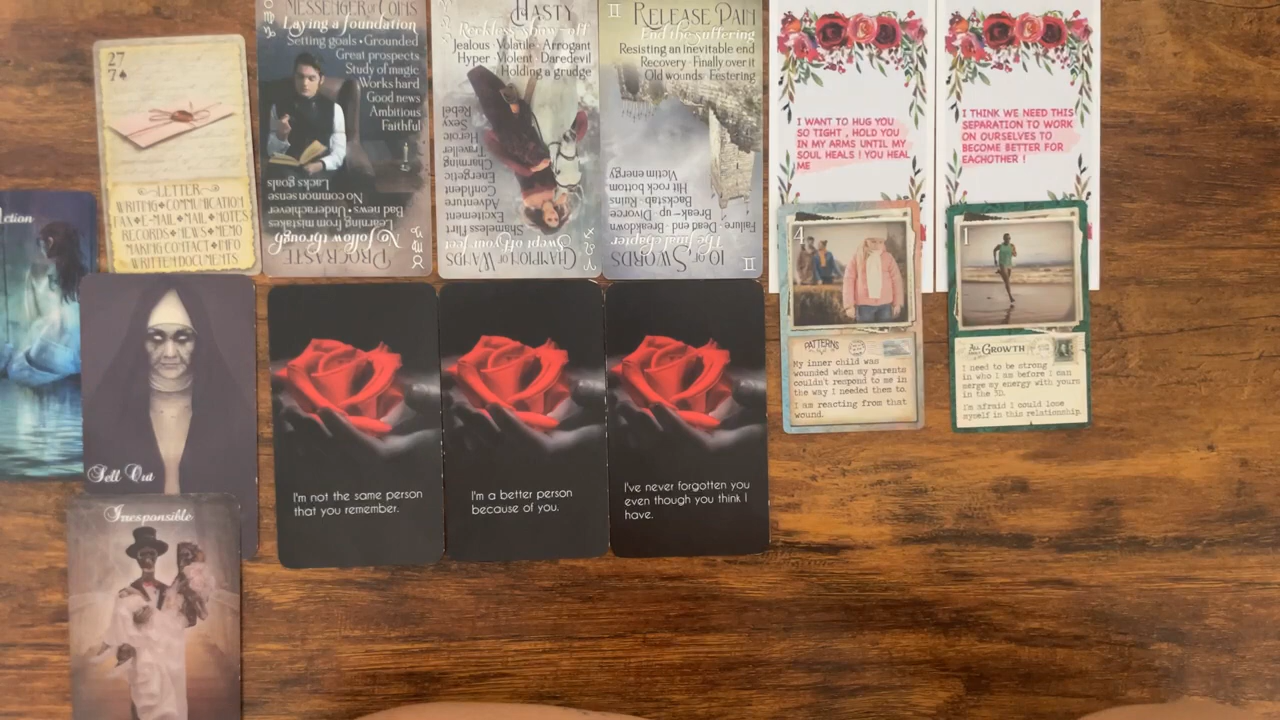 27
7♠
LETTER
WRITING◆COMMUNICATION
FAX◆E-MAIL◆MAIL◆NOTES
RECORDS◆NEWS◆MEMO
MAKING CONTACT◆INFO
WRITTEN DOCUMENTS
MESSENGER OF COINS
Laying a foundation
Setting goals · Grounded
Great prospects
Study of magic
Works hard
Good news
Ambitious
Faithful
Lacks goals
No common sense
Bad news · Underachiever
Learning from mistakes
No follow through
PROCRASTE
HASTY
Reckless show-off
Jealous · Volatile · Arrogant
Hyper · Violent · Daredevil
Holding a grudge
Rebel
Sexy
Heroic
Traveller
Charming
Energetic
Confident
Adventure
Excitement
Shameless flirt
Swept off your feet
CHAMPION OF WANDS
II
RELEASE PAIN
End the suffering
Resisting an inevitable end
Recovery · Finally over it
Old wounds · Festering
Victim energy
Hit rock bottom
Backstab · Ruins
Break-up · Divorce
Failure · Dead end · Breakdown
The final chapter
10 OF SWORDS
II
I WANT TO HUG YOU
SO TIGHT , HOLD YOU
IN MY ARMS UNTIL MY
SOUL HEALS ! YOU HEAL
ME
I THINK WE NEED THIS
SEPARATION TO WORK
ON OURSELVES TO
BECOME BETTER FOR
EACHOTHER !
4
PATTERNS
My inner child was
wounded when my parents
couldn't respond to me in
the way I needed them to.
I am reacting from that
wound.
1
GROWTH
I need to be strong
in who I am before I can
merge my energy with yours
in the 3D.
I'm afraid I could lose
myself in this relationship.
ction
Sell Out
Irresponsible
I'm not the same person
that you remember.
I'm a better person
because of you.
I've never forgotten you
even though you think I
have.